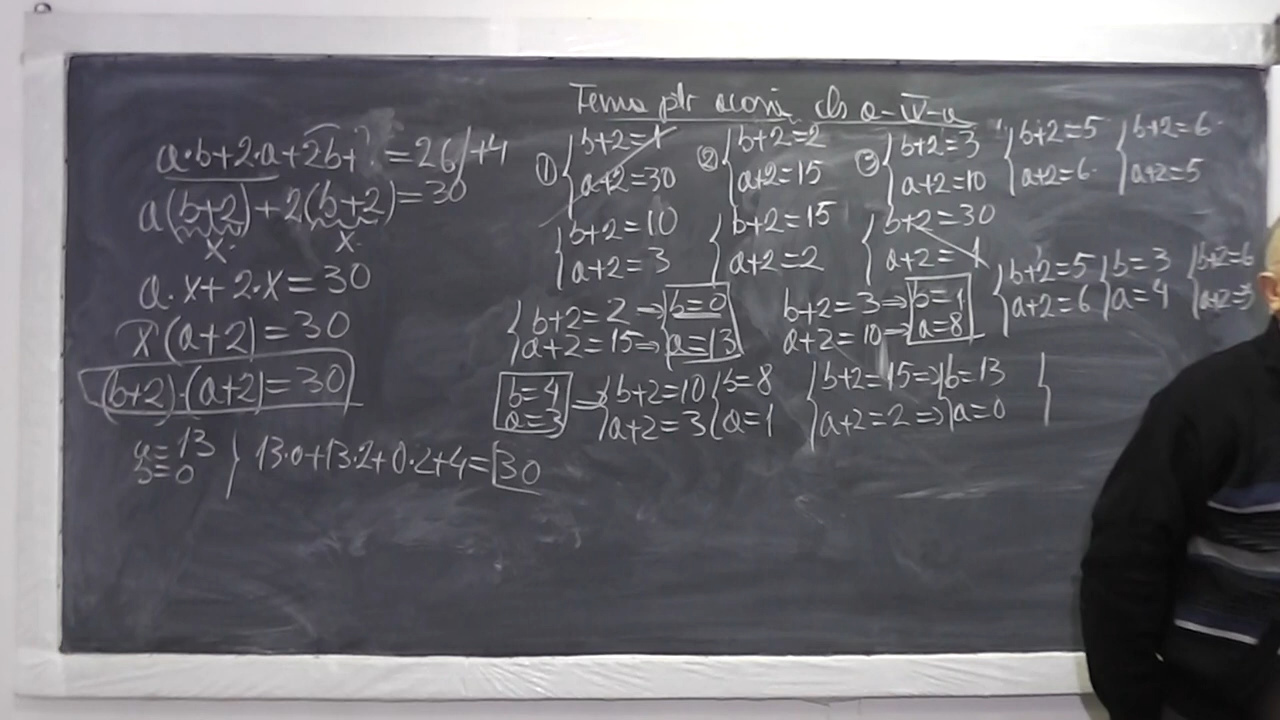 Tema ptr acasă cls a-IV-a
a·b+2·a+2b+? = 26/+4
a(b+2)+2(b+2)=30
x x
a·x+2·x=30
x(a+2)=30
(b+2)·(a+2)=30
a=13
b=0
13·0+13·2+0·2+4=30
① b+2=1 ② b+2=2 ③ b+2=3 b+2=5 b+2=6
a+2=30 a+2=15 a+2=10 a+2=6 a+2=5
b+2=10 b+2=15 b+2=30
a+2=3 a+2=2 a+2=1
b+2=2 ⇒ b=0 b+2=3 ⇒ b=1 b+2=5 b=3 b+2=6
a+2=15 ⇒ a=13 a+2=10 ⇒ a=8 a+2=6 a=4 a+2=5
b=4 ⇒ b+2=10 b=8 b+2=15 ⇒ b=13
a=3 a+2=3 a=1 a+2=2 ⇒ a=0